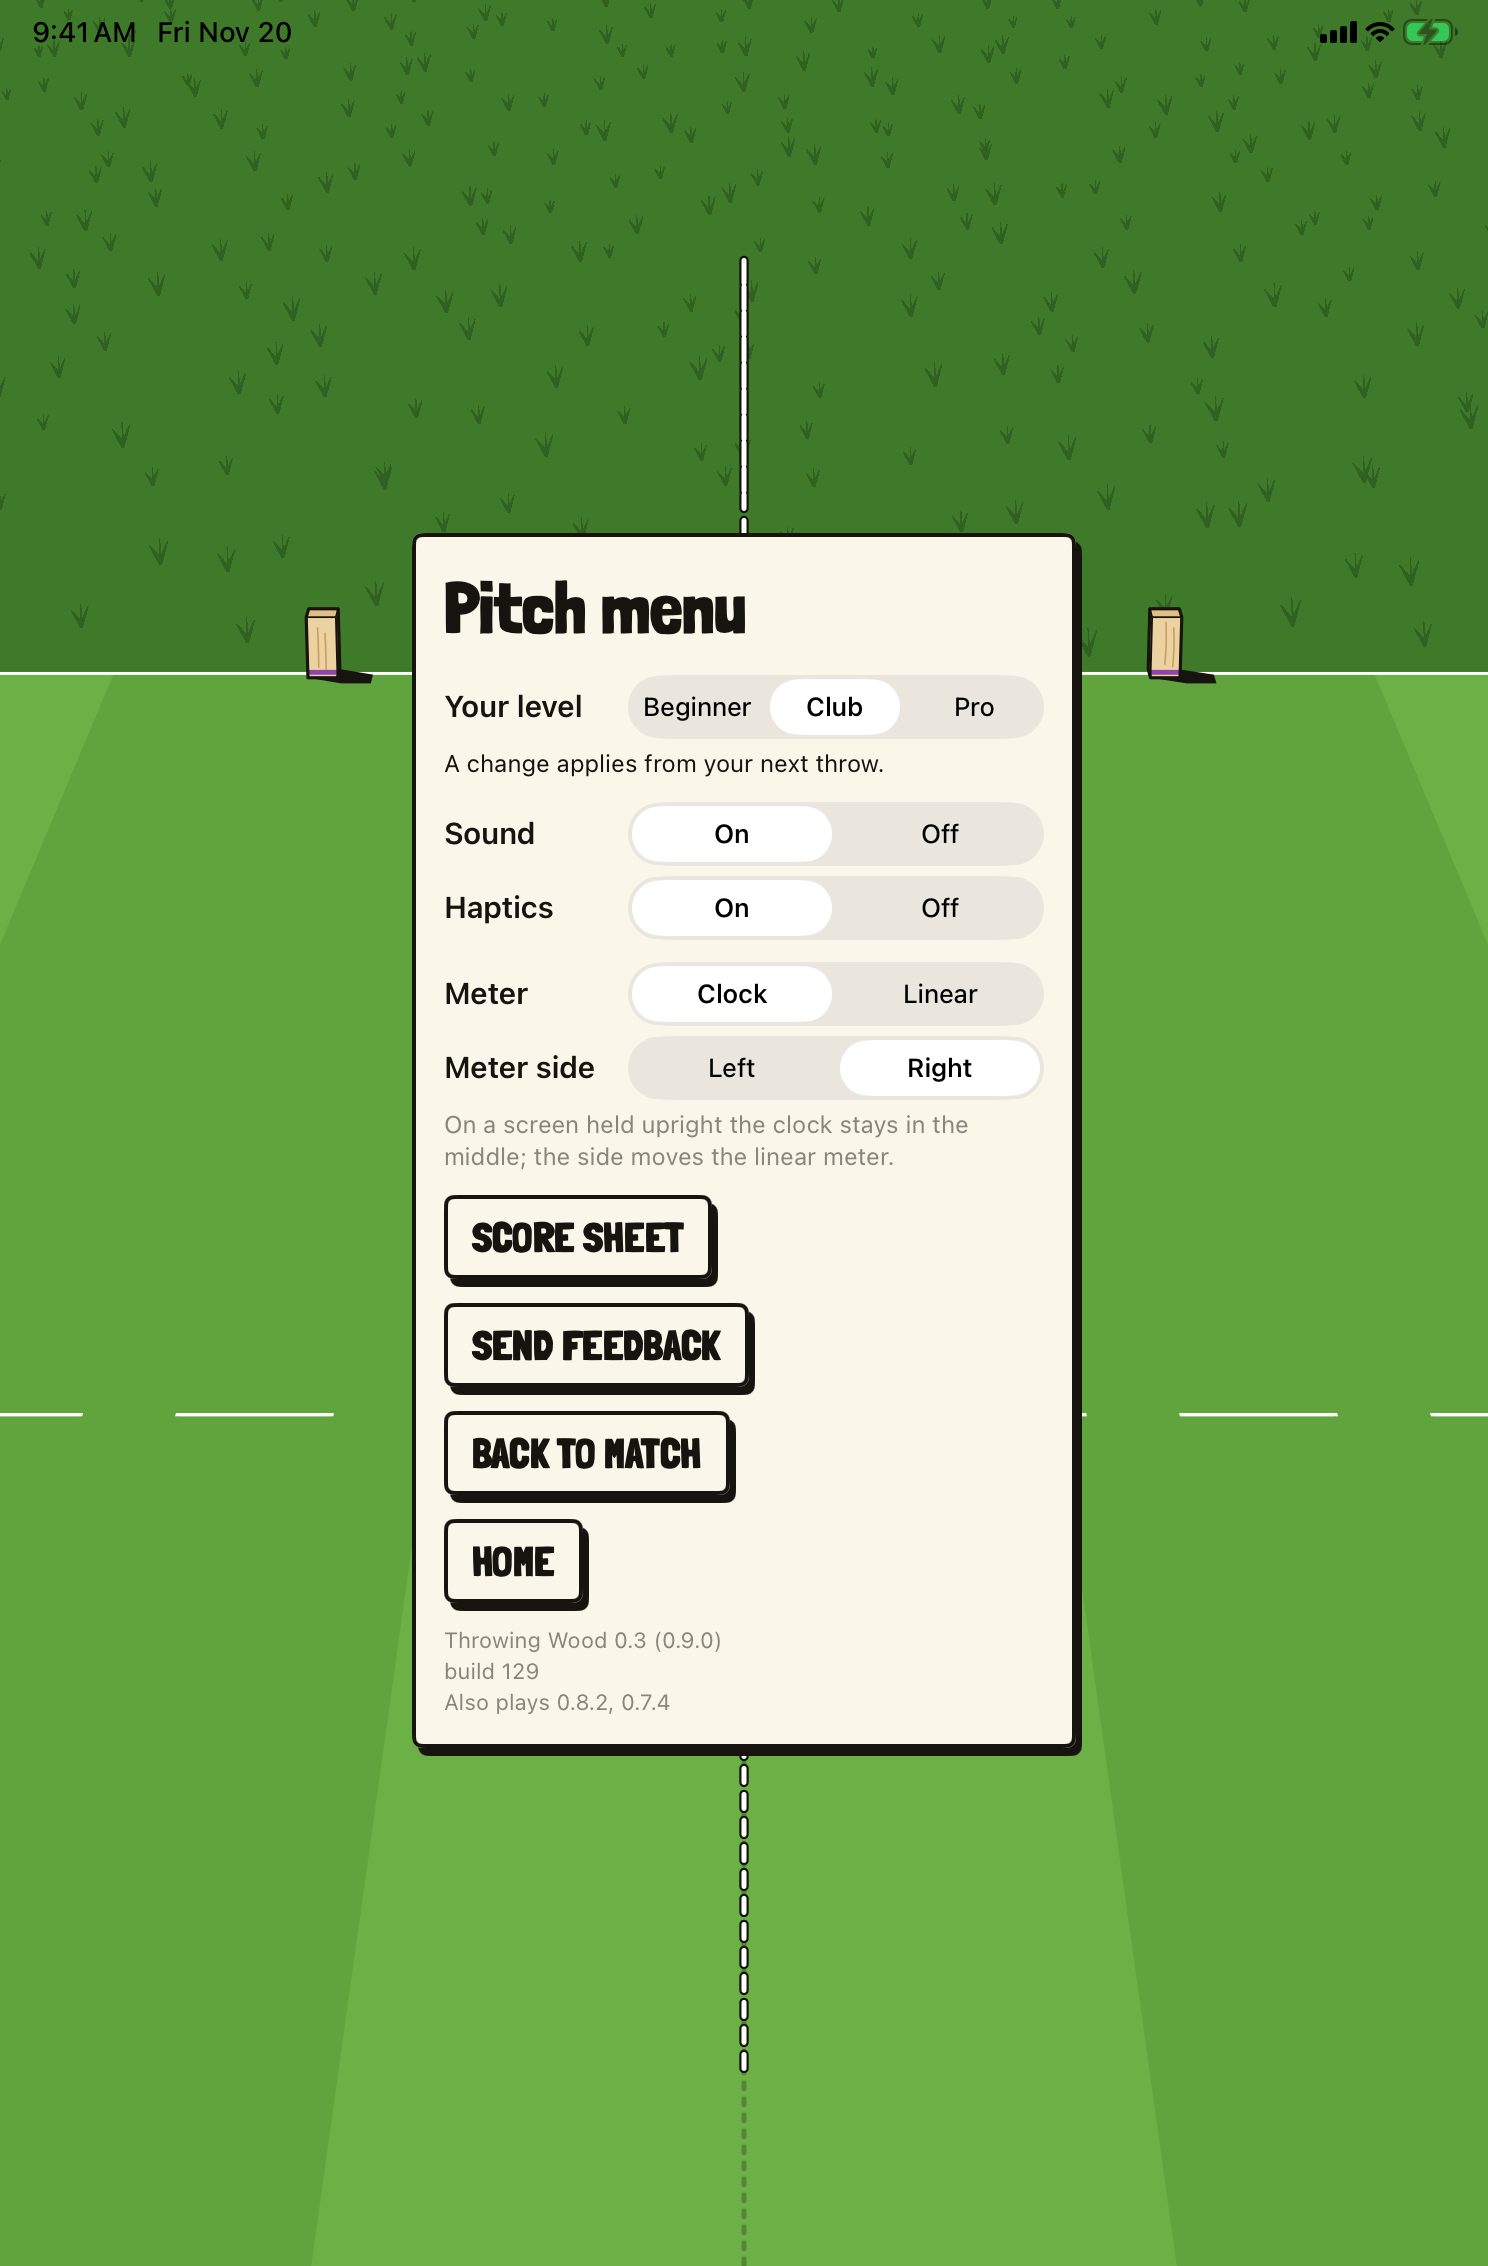 9:41 AM Fri Nov 20
Pitch menu
Your level Beginner Club Pro
A change applies from your next throw.
Sound On Off
Haptics On Off
Meter Clock Linear
Meter side Left Right
On a screen held upright the clock stays in the
middle; the side moves the linear meter.
SCORE SHEET
SEND FEEDBACK
BACK TO MATCH
HOME
Throwing Wood 0.3 (0.9.0)
build 129
Also plays 0.8.2, 0.7.4